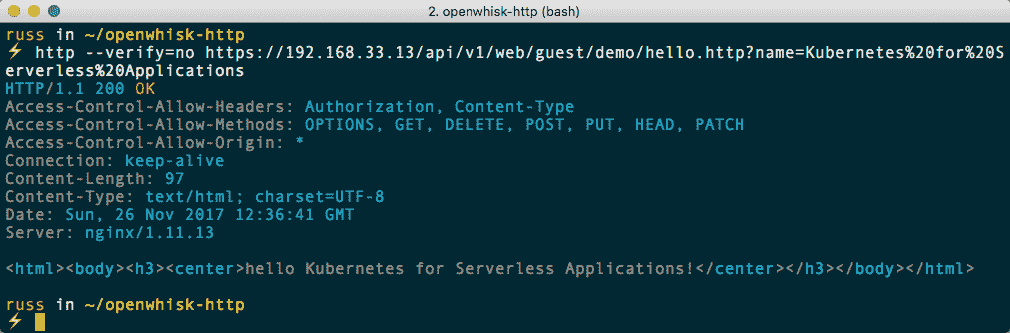 2. openwhisk-http (bash)
russ in ~/openwhisk-http
⚡ http --verify=no https://192.168.33.13/api/v1/web/guest/demo/hello.http?name=Kubernetes%20for%20S
erverless%20Applications
HTTP/1.1 200 OK
Access-Control-Allow-Headers: Authorization, Content-Type
Access-Control-Allow-Methods: OPTIONS, GET, DELETE, POST, PUT, HEAD, PATCH
Access-Control-Allow-Origin: *
Connection: keep-alive
Content-Length: 97
Content-Type: text/html; charset=UTF-8
Date: Sun, 26 Nov 2017 12:36:41 GMT
Server: nginx/1.11.13
<html><body><h3><center>hello Kubernetes for Serverless Applications!</center></h3></body></html>
russ in ~/openwhisk-http
⚡